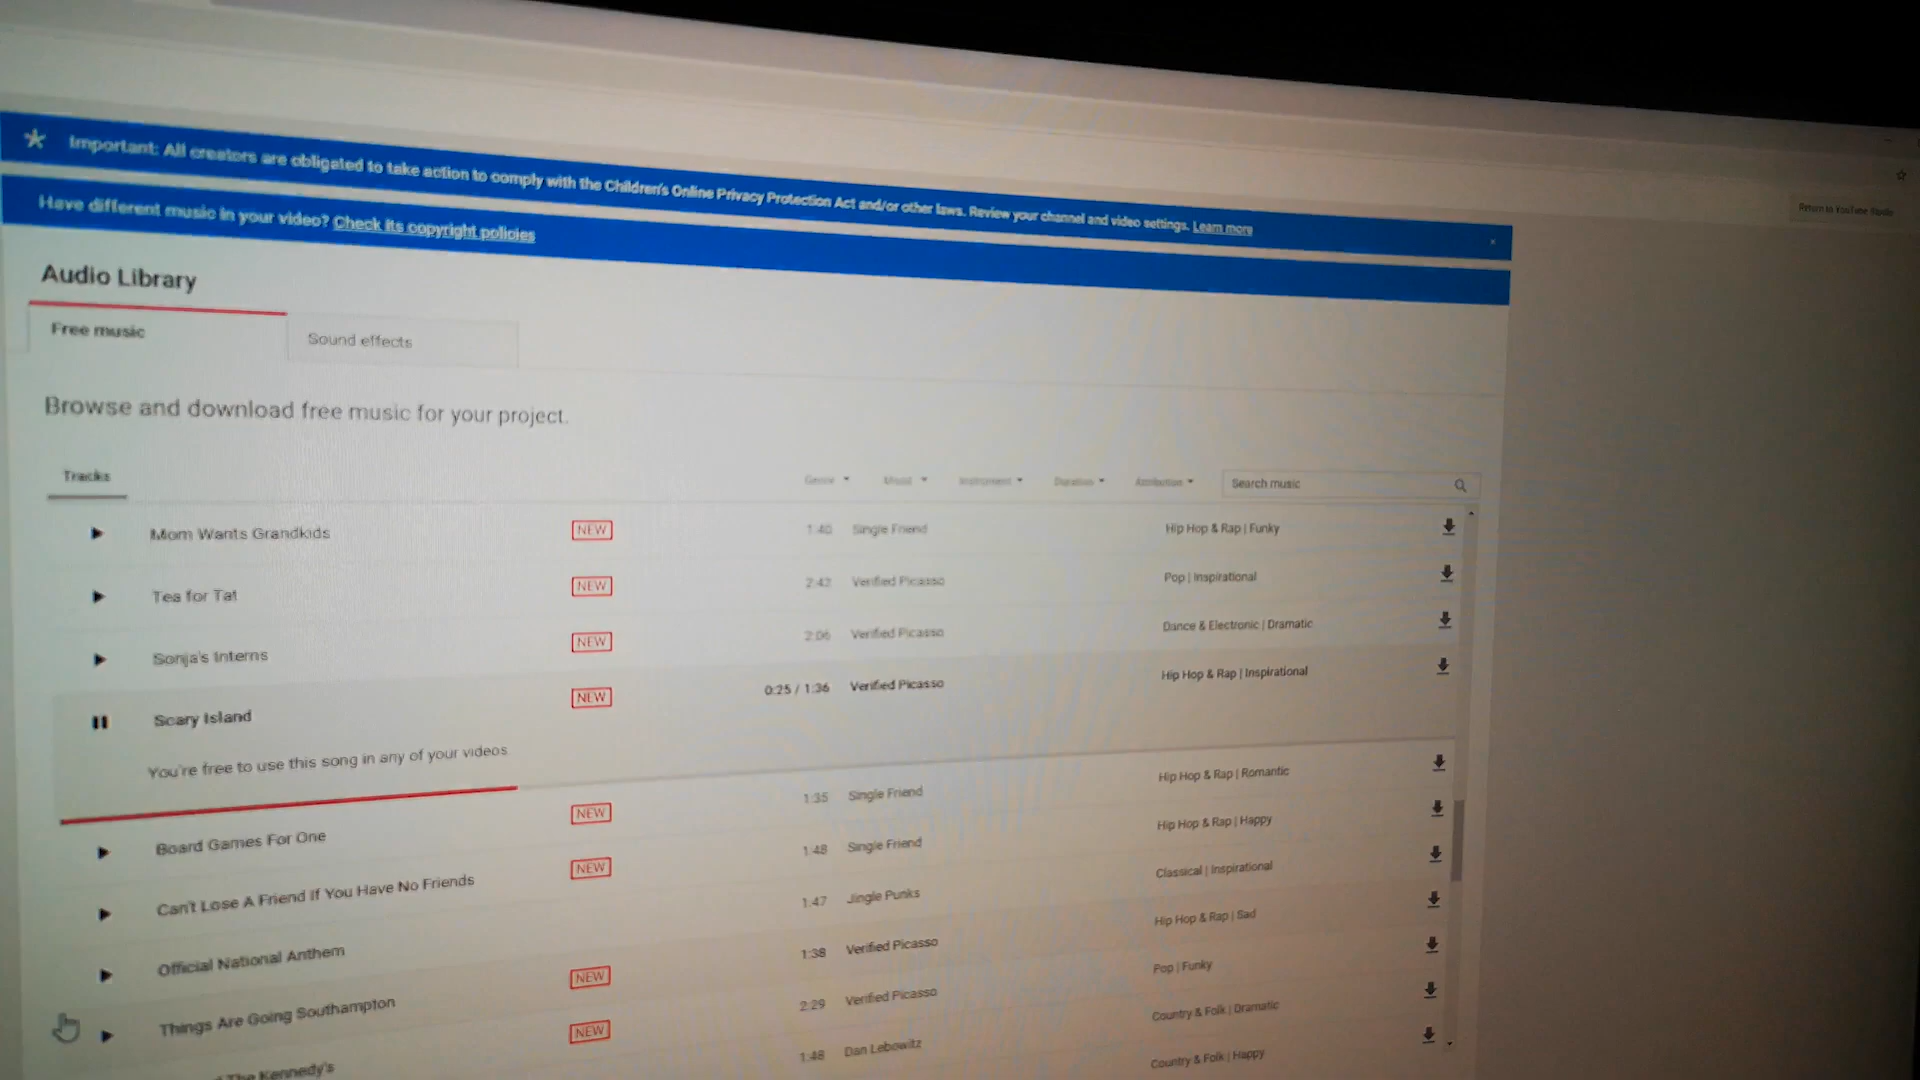 Return to YouTube Studio
Important: All creators are obligated to take action to comply with the Children's Online Privacy Protection Act and/or other laws. Review your channel and video settings. Learn more
Have different music in your video? Check its copyright policies
Audio Library
Free music Sound effects
Browse and download free music for your project.
Tracks Genre Mood Instrument Duration Attribution Search music
Mom Wants Grandkids NEW 1:40 Single Friend Hip Hop & Rap | Funky
Tea for Tat NEW 2:42 Verified Picasso Pop | Inspirational
Sonja's Interns NEW 2:06 Verified Picasso Dance & Electronic | Dramatic
Scary Island NEW 0:25 / 1:36 Verified Picasso Hip Hop & Rap | Inspirational
You're free to use this song in any of your videos.
Board Games For One NEW 1:35 Single Friend Hip Hop & Rap | Romantic
Can't Lose A Friend If You Have No Friends NEW 1:48 Single Friend Hip Hop & Rap | Happy
Official National Anthem 1:47 Jingle Punks Classical | Inspirational
Things Are Going Southampton NEW 1:38 Verified Picasso Hip Hop & Rap | Sad
The Kennedy's NEW 2:29 Verified Picasso Pop | Funky
1:48 Dan Lebowitz Country & Folk | Dramatic
Country & Folk | Happy